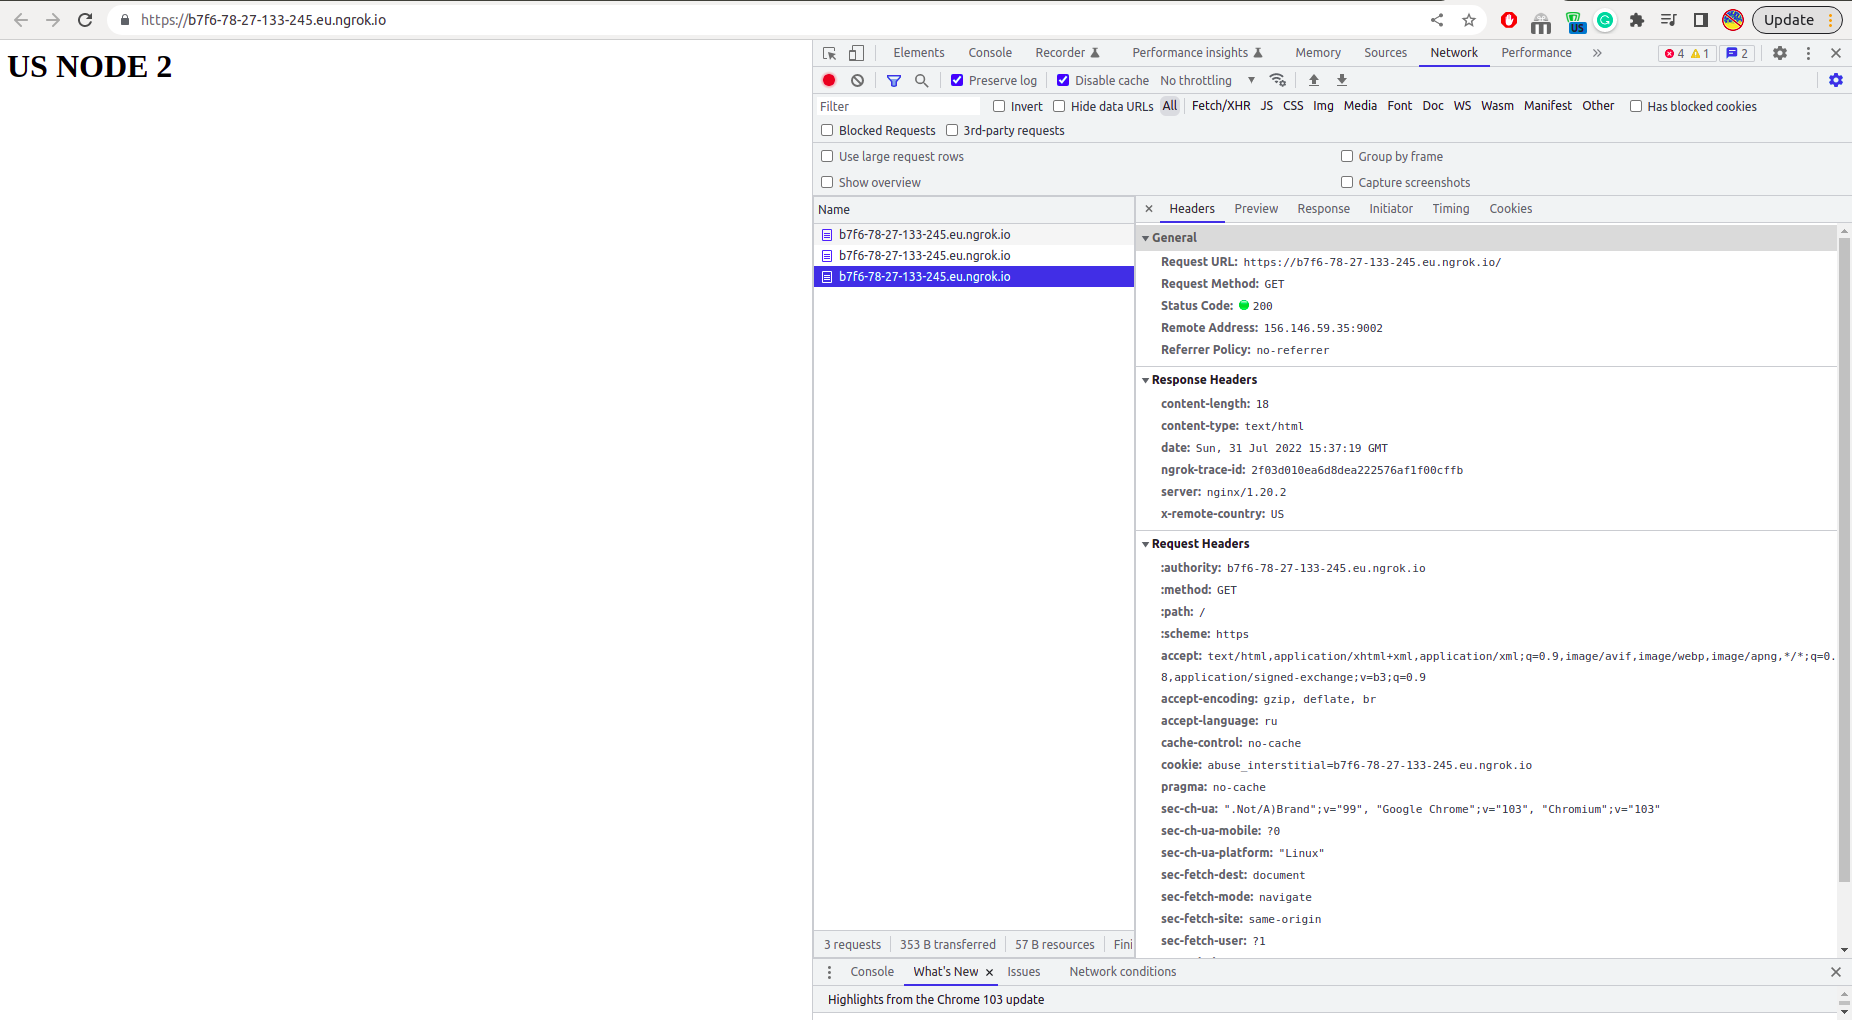 https://b7f6-78-27-133-245.eu.ngrok.io
US
Update
US NODE 2
Elements Console Recorder Performance insights Memory Sources Network Performance » 4 1 2
Preserve log Disable cache No throttling
Filter Invert Hide data URLs All Fetch/XHR JS CSS Img Media Font Doc WS Wasm Manifest Other Has blocked cookies
Blocked Requests 3rd-party requests
Use large request rows Group by frame
Show overview Capture screenshots
Name
b7f6-78-27-133-245.eu.ngrok.io
b7f6-78-27-133-245.eu.ngrok.io
b7f6-78-27-133-245.eu.ngrok.io
3 requests 353 B transferred 57 B resources Fini
× Headers Preview Response Initiator Timing Cookies
General
Request URL: https://b7f6-78-27-133-245.eu.ngrok.io/
Request Method: GET
Status Code: 200
Remote Address: 156.146.59.35:9002
Referrer Policy: no-referrer
Response Headers
content-length: 18
content-type: text/html
date: Sun, 31 Jul 2022 15:37:19 GMT
ngrok-trace-id: 2f03d010ea6d8dea222576af1f00cffb
server: nginx/1.20.2
x-remote-country: US
Request Headers
:authority: b7f6-78-27-133-245.eu.ngrok.io
:method: GET
:path: /
:scheme: https
accept: text/html,application/xhtml+xml,application/xml;q=0.9,image/avif,image/webp,image/apng,*/*;q=0.
8,application/signed-exchange;v=b3;q=0.9
accept-encoding: gzip, deflate, br
accept-language: ru
cache-control: no-cache
cookie: abuse_interstitial=b7f6-78-27-133-245.eu.ngrok.io
pragma: no-cache
sec-ch-ua: ".Not/A)Brand";v="99", "Google Chrome";v="103", "Chromium";v="103"
sec-ch-ua-mobile: ?0
sec-ch-ua-platform: "Linux"
sec-fetch-dest: document
sec-fetch-mode: navigate
sec-fetch-site: same-origin
sec-fetch-user: ?1
Console What's New × Issues Network conditions
Highlights from the Chrome 103 update